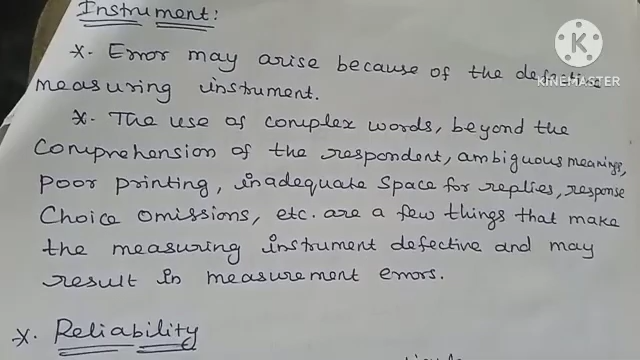 Instrument:
*. Error may arise because of the defective
measuring instrument.
*. The use of complex words, beyond the
Comprehension of the respondent, ambiguous meanings,
poor printing, inadequate space for replies, response
Choice omissions, etc. are a few things that make
the measuring instrument defective and may
result in measurement errors.
*. Reliability
K
KINEMASTER